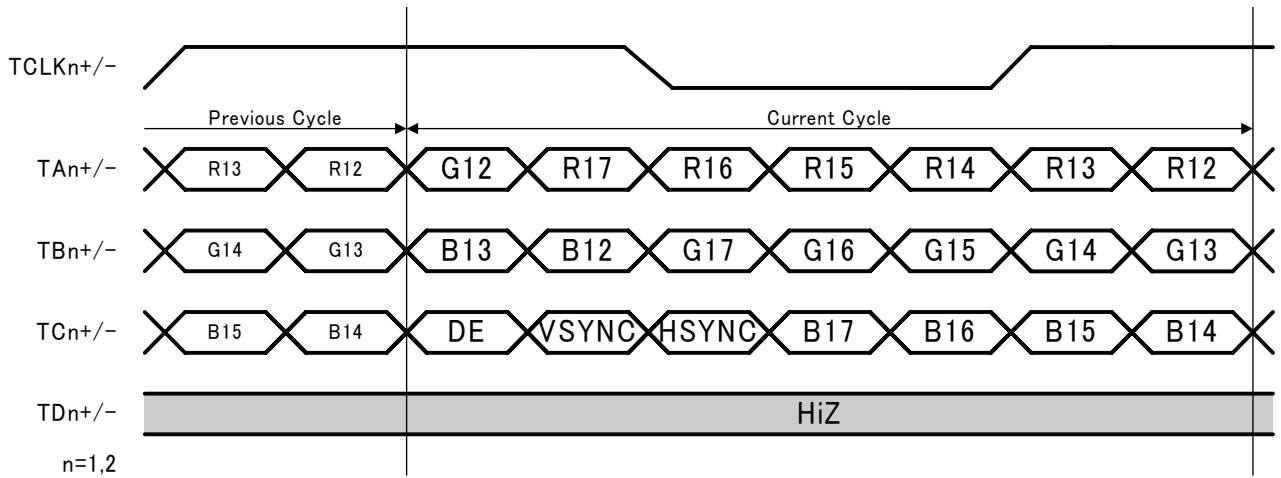 TCLKn+/-
Previous Cycle Current Cycle
TAn+/- R13 R12 G12 R17 R16 R15 R14 R13 R12
TBn+/- G14 G13 B13 B12 G17 G16 G15 G14 G13
TCn+/- B15 B14 DE VSYNC HSYNC B17 B16 B15 B14
TDn+/- HiZ
n=1,2